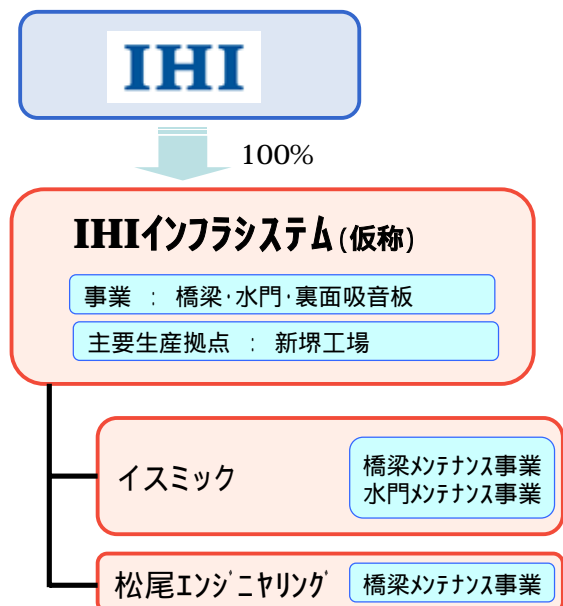 IHI
100%
IHIインフラシステム(仮称)
事業 : 橋梁･水門･裏面吸音板
主要生産拠点 : 新堺工場
イスミック
橋梁メンテナンス事業
水門メンテナンス事業
松尾エンジニヤリング
橋梁メンテナンス事業